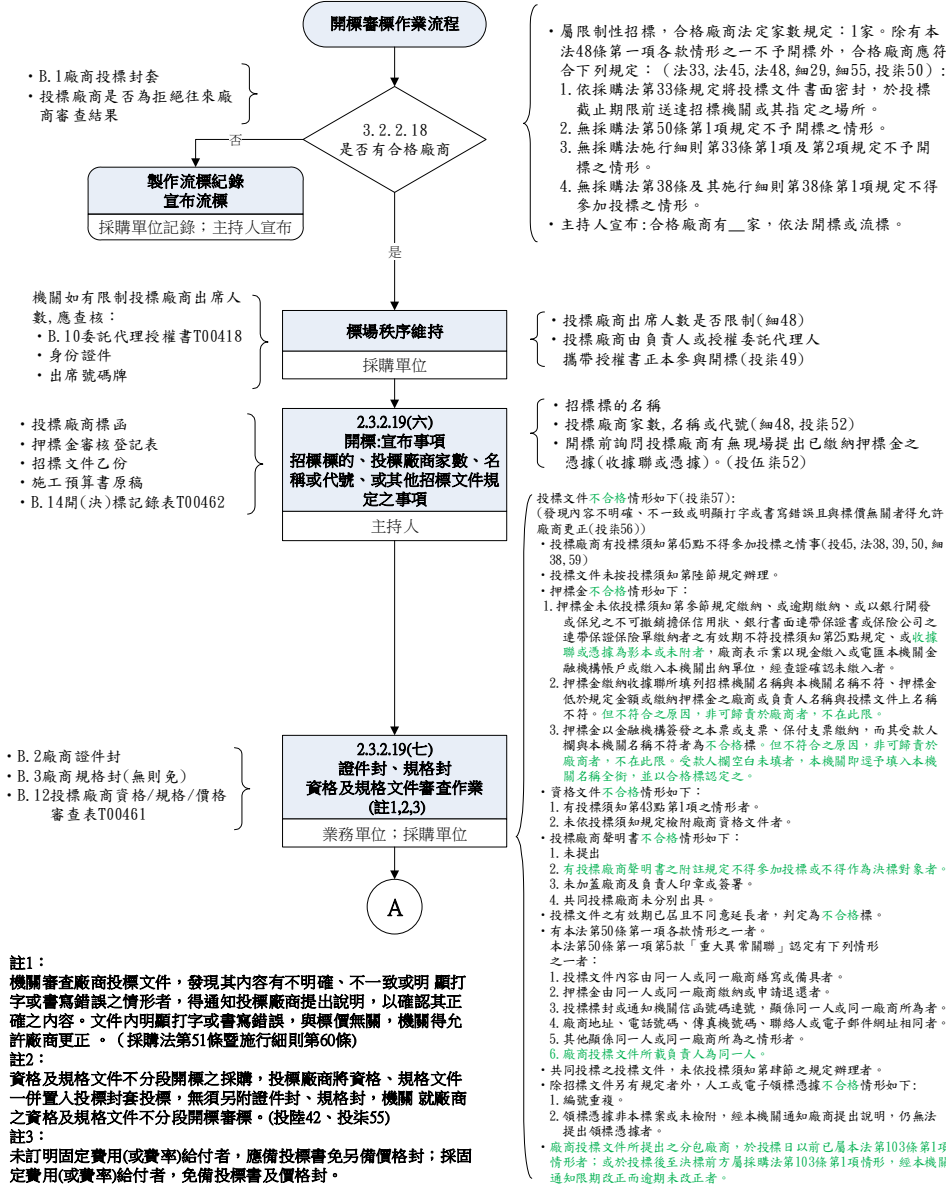 開標審標作業流程
・B.1廠商投標封套
・投標廠商是否為拒絕往來廠
商審查結果
3.2.2.18
是否有合格廠商
否
製作流標紀錄
宣布流標
採購單位記錄；主持人宣布
是
・屬限制性招標，合格廠商法定家數規定：1家。除有本
法48條第一項各款情形之一不予開標外，合格廠商應符
合下列規定：（法33,法45,法48,細29,細55,投柒50）:
1.依採購法第33條規定將投標文件書面密封，於投標
截止期限前送達招標機關或其指定之場所。
2.無採購法第50條第1項規定不予開標之情形。
3.無採購法施行細則第33條第1項及第2項規定不予開
標之情形。
4.無採購法第38條及其施行細則第38條第1項規定不得
參加投標之情形。
・主持人宣布:合格廠商有__家，依法開標或流標。
機關如有限制投標廠商出席人
數,應查核：
・B.10委託代理授權書T00418
・身份證件
・出席號碼牌
標場秩序維持
採購單位
・投標廠商出席人數是否限制(細48)
・投標廠商由負責人或授權委託代理人
攜帶授權書正本參與開標(投柒49)
・投標廠商標函
・押標金審核登記表
・招標文件乙份
・施工預算書原稿
・B.14開(決)標記錄表T00462
2.3.2.19(六)
開標:宣布事項
招標標的、投標廠商家數、名
稱或代號、或其他招標文件規
定之事項
主持人
・招標標的名稱
・投標廠商家數,名稱或代號(細48,投柒52)
・開標前詢問投標廠商有無現場提出已繳納押標金之
憑據(收據聯或憑據)。(投伍柒52)
・B.2廠商證件封
・B.3廠商規格封(無則免)
・B.12投標廠商資格/規格/價格
審查表T00461
2.3.2.19(七)
證件封、規格封
資格及規格文件審查作業
(註1,2,3)
業務單位；採購單位
A
投標文件不合格情形如下(投柒57):
(發現內容不明確、不一致或明顯打字或書寫錯誤且與標價無關者得允許
廠商更正(投柒56))
・投標廠商有投標須知第45點不得參加投標之情事(投45,法38,39,50,細
38,59)
・投標文件未按投標須知第陸節規定辦理。
・押標金不合格情形如下：
1.押標金未依投標須知第參節規定繳納、或逾期繳納、或以銀行開發
或保兌之不可撤銷擔保信用狀、銀行書面連帶保證書或保險公司之
連帶保證保險單繳納者之有效期不符投標須知第25點規定、或收據
聯或憑據為影本或未附者，廠商表示業以現金繳入或電匯本機關金
融機構帳戶或繳入本機關出納單位，經查證確認未繳入者。
2.押標金繳納收據聯所填列招標機關名稱與本機關名稱不符、押標金
低於規定金額或繳納押標金之廠商或負責人名稱與投標文件上名稱
不符。但不符合之原因，非可歸責於廠商者，不在此限。
3.押標金以金融機構簽發之本票或支票、保付支票繳納，而其受款人
欄與本機關名稱不符者為不合格標。但不符合之原因，非可歸責於
廠商者，不在此限。受款人欄空白未填者，本機關即逕予填入本機
關名稱全銜，並以合格標認定之。
・資格文件不合格情形如下：
1.有投標須知第43點第1項之情形者。
2.未依投標須知規定檢附廠商資格文件者。
・投標廠商聲明書不合格情形如下：
1.未提出
2.有投標廠商聲明書之附註規定不得參加投標或不得作為決標對象者。
3.未加蓋廠商及負責人印章或簽署。
4.共同投標廠商未分別出具。
・投標文件之有效期已屆且不同意延長者，判定為不合格標。
・有本法第50條第一項各款情形之一者。
本法第50條第一項第5款「重大異常關聯」認定有下列情形
之一者：
1.投標文件內容由同一人或同一廠商繕寫或備具者。
2.押標金由同一人或同一廠商繳納或申請退還者。
3.投標標封或通知機關信函號碼連號，顯係同一人或同一廠商所為者。
4.廠商地址、電話號碼、傳真機號碼、聯絡人或電子郵件網址相同者。
5.其他顯係同一人或同一廠商所為之情形者。
6.廠商投標文件所載負責人為同一人。
・共同投標之投標文件，未依投標須知第肆節之規定辦理者。
・除招標文件另有規定者外，人工或電子領標憑據不合格情形如下:
1.編號重複。
2.領標憑據非本標案或未檢附，經本機關通知廠商提出說明，仍無法
提出領標憑據者。
・廠商投標文件所提出之分包廠商，於投標日以前已屬本法第103條第1項
情形者；或於投標後至決標前方屬採購法第103條第1項情形，經本機關
通知限期改正而逾期未改正者。
註1：
機關審查廠商投標文件，發現其內容有不明確、不一致或明 顯打
字或書寫錯誤之情形者，得通知投標廠商提出說明，以確認其正
確之內容。文件內明顯打字或書寫錯誤，與標價無關，機關得允
許廠商更正 。（採購法第51條暨施行細則第60條)
註2：
資格及規格文件不分段開標之採購，投標廠商將資格、規格文件
一併置入投標封套投標，無須另附證件封、規格封，機關 就廠商
之資格及規格文件不分段開標審標。(投陸42、投柒55)
註3：
未訂明固定費用(或費率)給付者，應備投標書免另備價格封；採固
定費用(或費率)給付者，免備投標書及價格封。